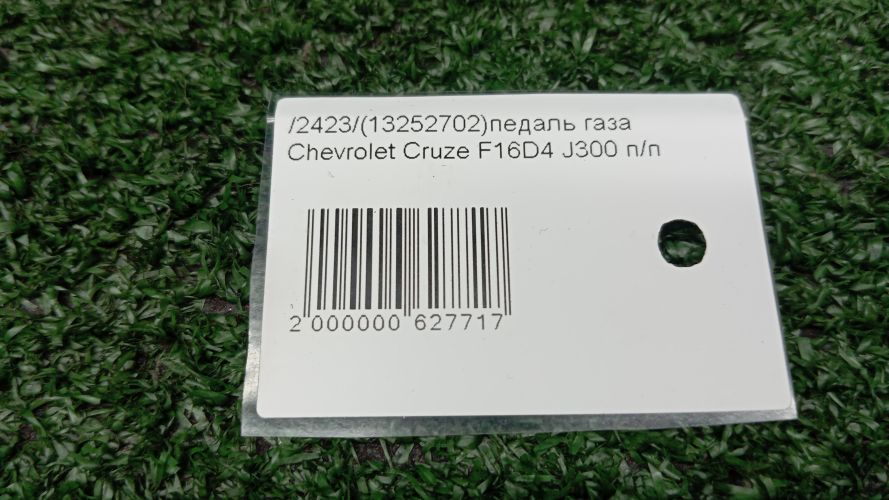 /2423/(13252702)педаль газа
Chevrolet Cruze F16D4 J300 п/п
2 000000 627717